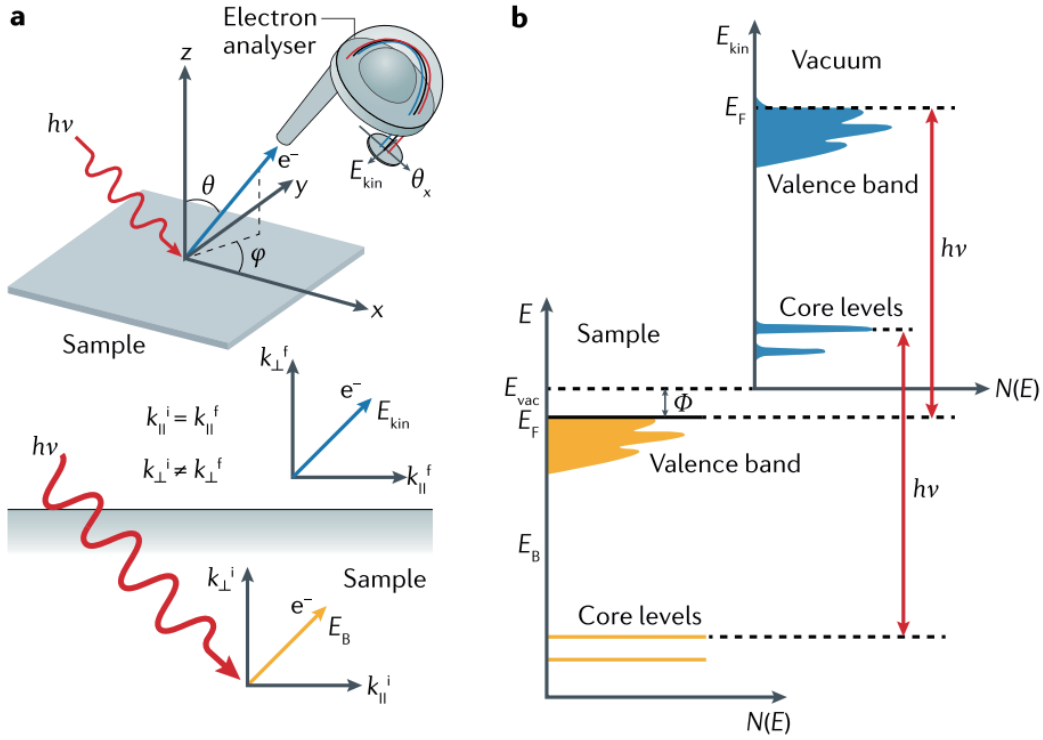 a
Electron
analyser
z
hν
e⁻
E_kin
θ_x
θ
y
φ
x
Sample
k_⊥^f
e⁻
E_kin
k_||^i = k_||^f
k_⊥^i ≠ k_⊥^f
k_||^f
hν
k_⊥^i
Sample
e⁻
E_B
k_||^i
b
E_kin
Vacuum
E_F
Valence band
hν
Core levels
N(E)
E
Sample
E_vac
Φ
E_F
Valence band
hν
E_B
Core levels
N(E)